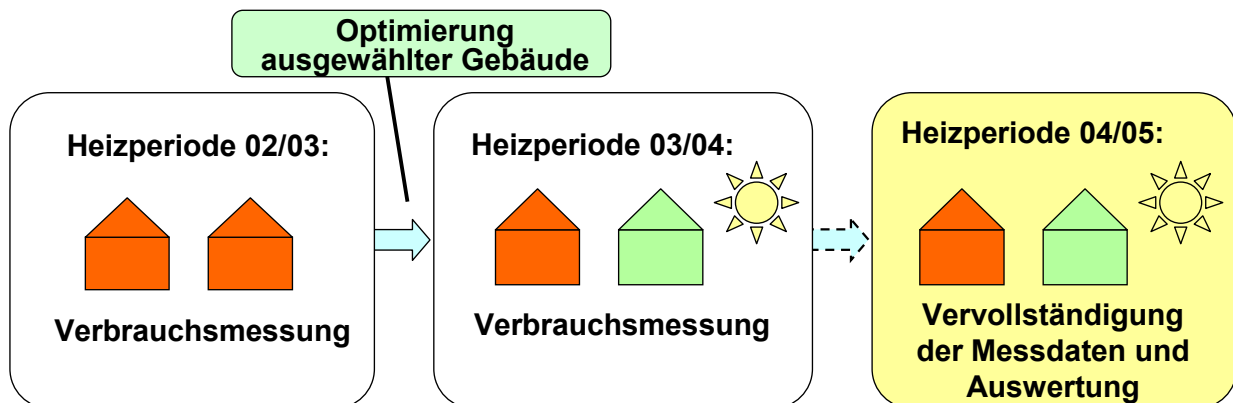 Optimierung
ausgewählter Gebäude
Heizperiode 02/03:
Verbrauchsmessung
Heizperiode 03/04:
Verbrauchsmessung
Heizperiode 04/05:
Vervollständigung
der Messdaten und
Auswertung